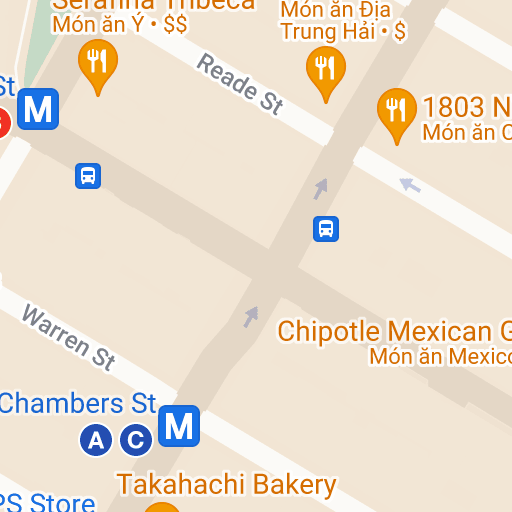 Serafina Tribeca
Món ăn Ý • $$
Món ăn Địa
Trung Hải • $
Reade St
St
M
1803 N
Món ăn C
Warren St
Chipotle Mexican G
Món ăn Mexico
Chambers St
A C M
Takahachi Bakery
PS Store